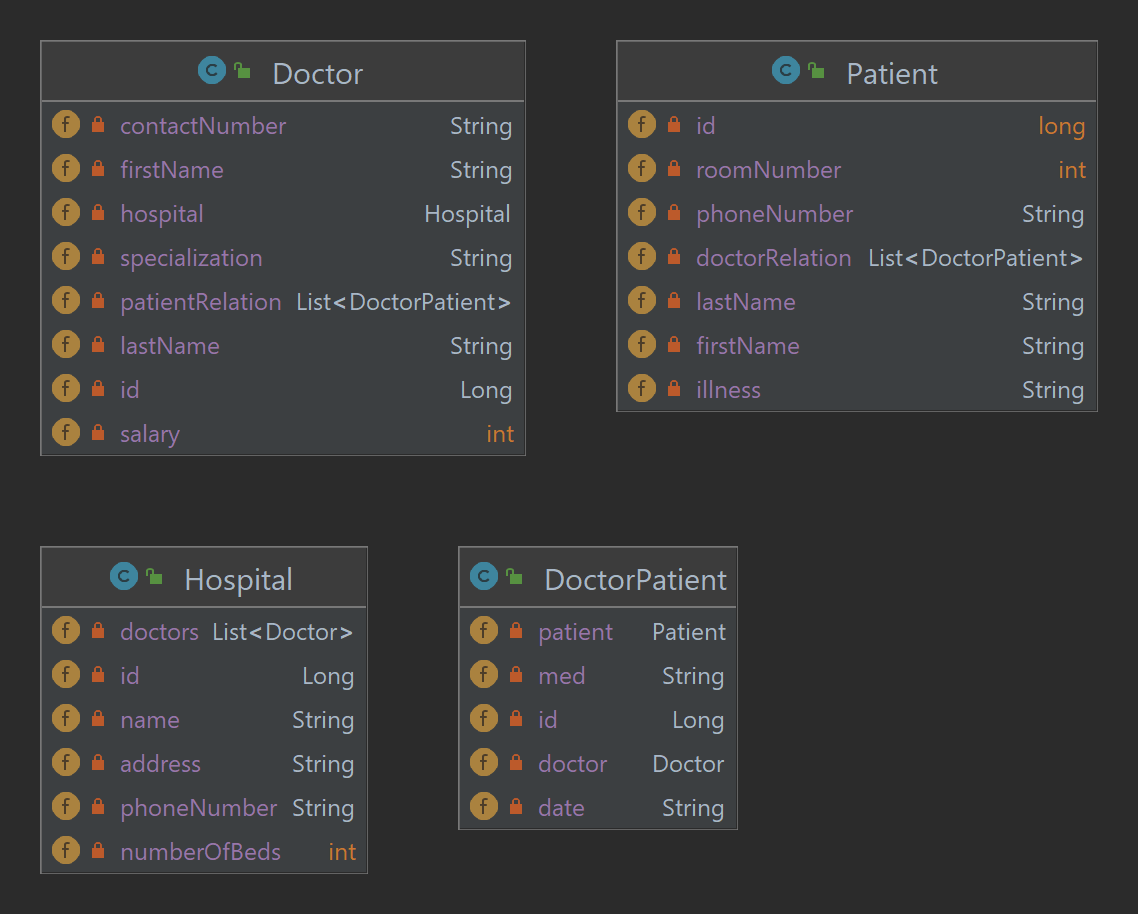 Doctor
contactNumber String
firstName String
hospital Hospital
specialization String
patientRelation List<DoctorPatient>
lastName String
id Long
salary int
Patient
id long
roomNumber int
phoneNumber String
doctorRelation List<DoctorPatient>
lastName String
firstName String
illness String
Hospital
doctors List<Doctor>
id Long
name String
address String
phoneNumber String
numberOfBeds int
DoctorPatient
patient Patient
med String
id Long
doctor Doctor
date String